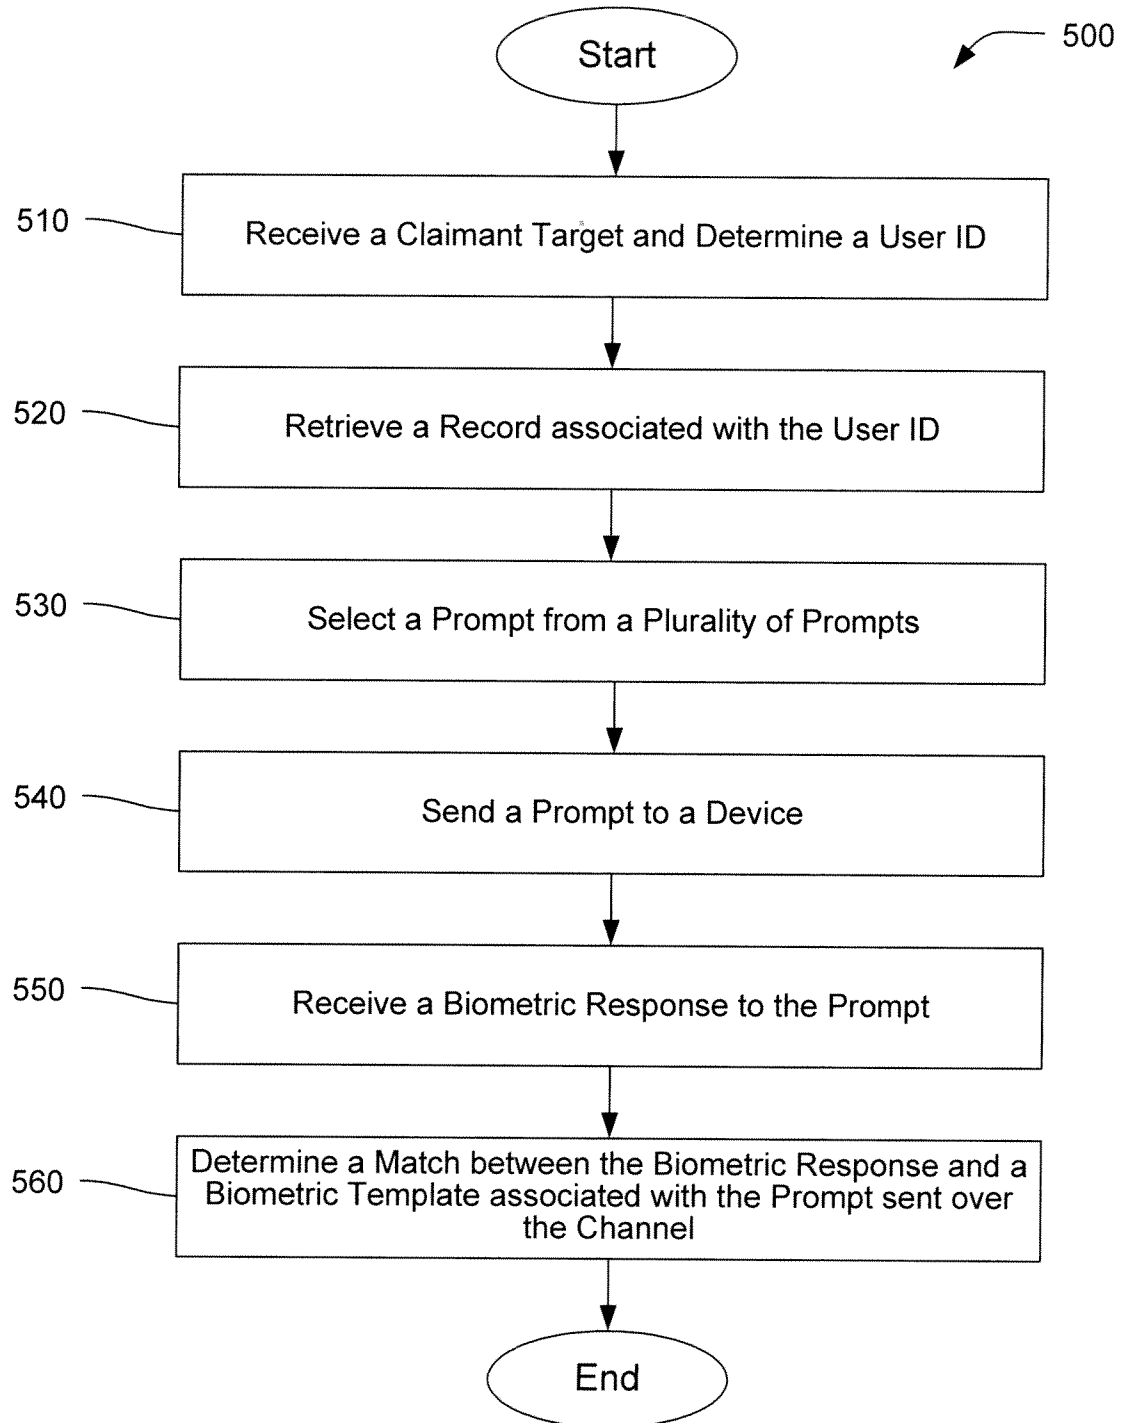 Start
500
510
Receive a Claimant Target and Determine a User ID
520
Retrieve a Record associated with the User ID
530
Select a Prompt from a Plurality of Prompts
540
Send a Prompt to a Device
550
Receive a Biometric Response to the Prompt
560
Determine a Match between the Biometric Response and a
Biometric Template associated with the Prompt sent over
the Channel
End